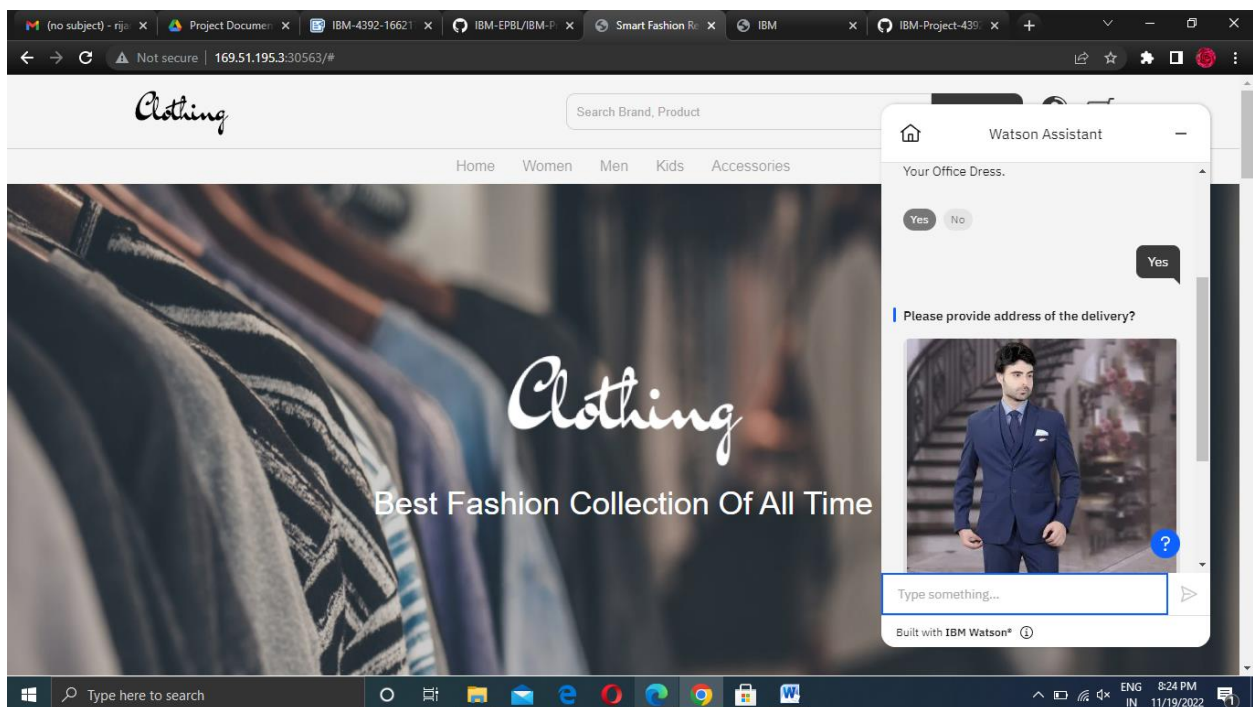 (no subject) - rija
Project Documen
IBM-4392-16621
IBM-EPBL/IBM-P
Smart Fashion Re
IBM
IBM-Project-439
Not secure | 169.51.195.3:30563/#
Clothing
Search Brand, Product
Home Women Men Kids Accessories
Clothing
Best Fashion Collection Of All Time
Watson Assistant
Your Office Dress.
Yes No
Yes
Please provide address of the delivery?
?
Type something...
Built with IBM Watson®
Type here to search
ENG 8:24 PM
IN 11/19/2022